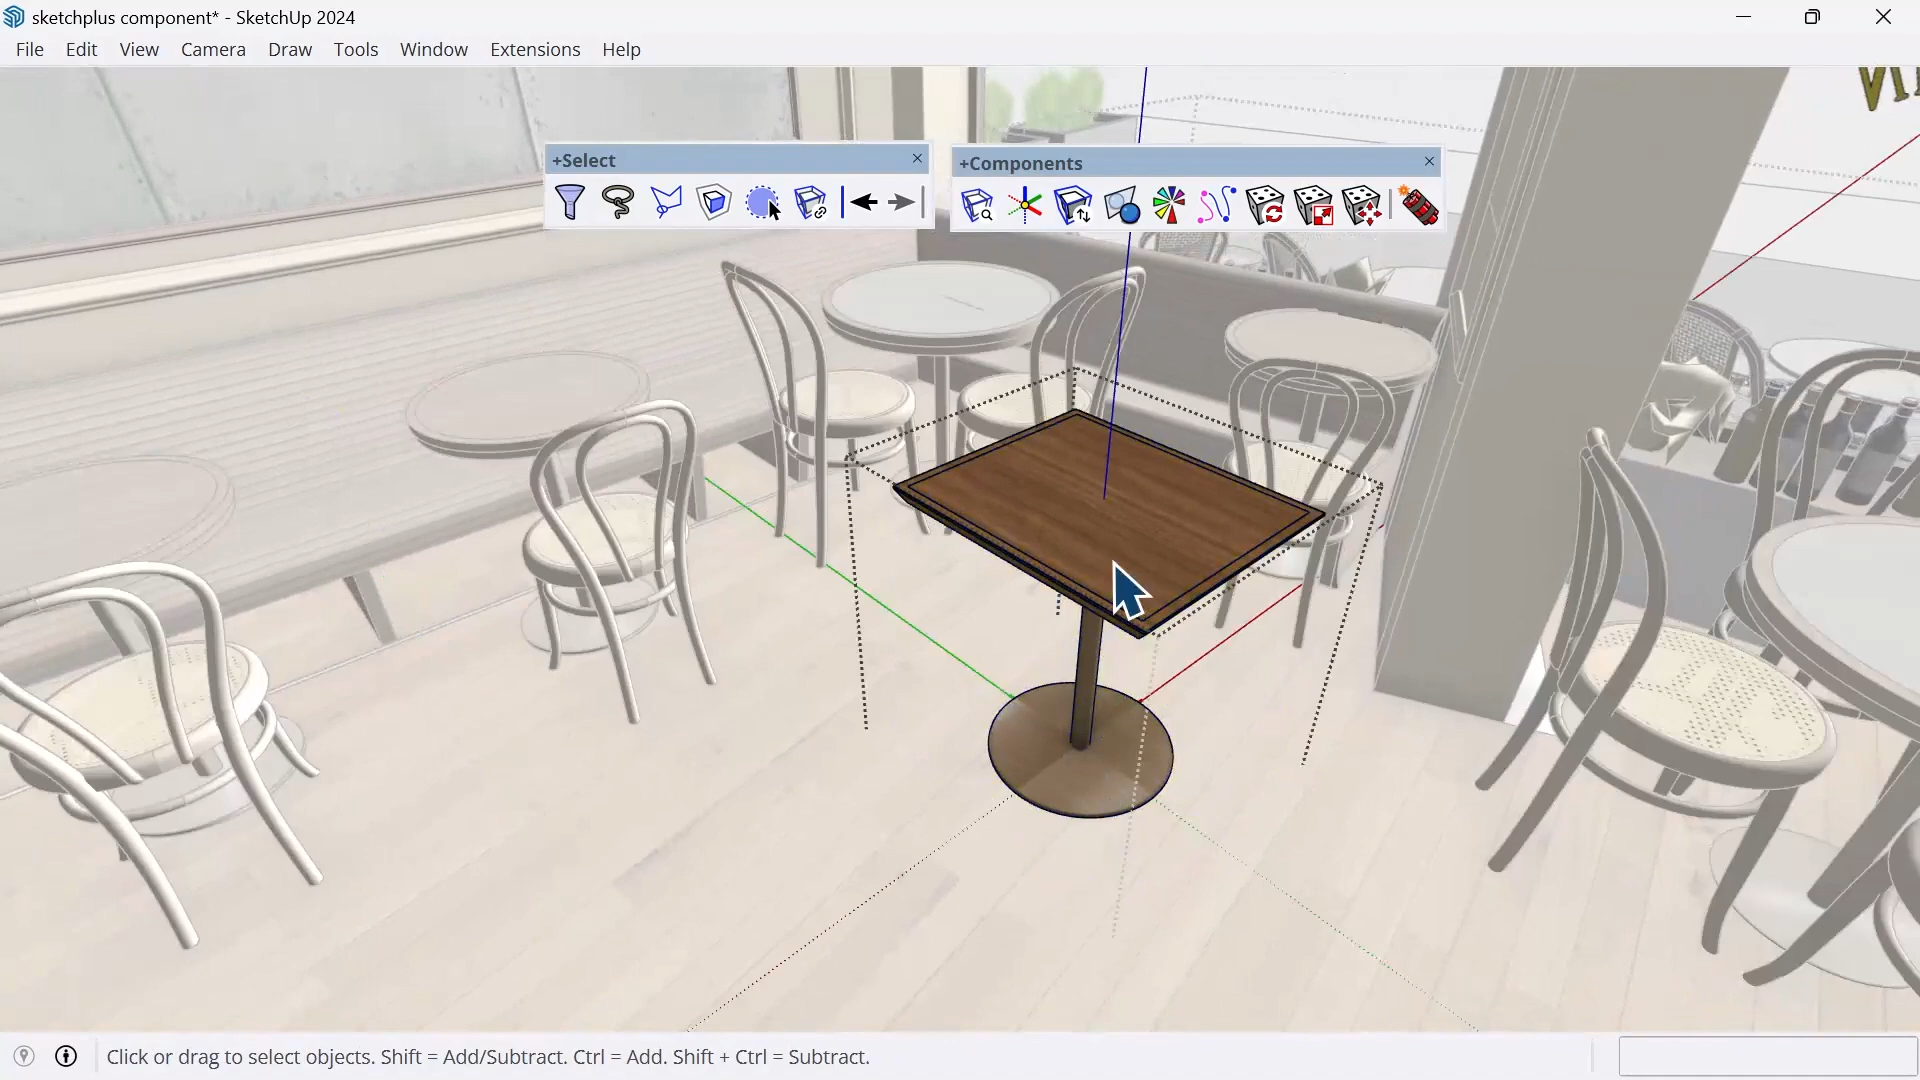 sketchplus component* - SketchUp 2024
File Edit View Camera Draw Tools Window Extensions Help
+Select
+Components
Click or drag to select objects. Shift = Add/Subtract. Ctrl = Add. Shift + Ctrl = Subtract.